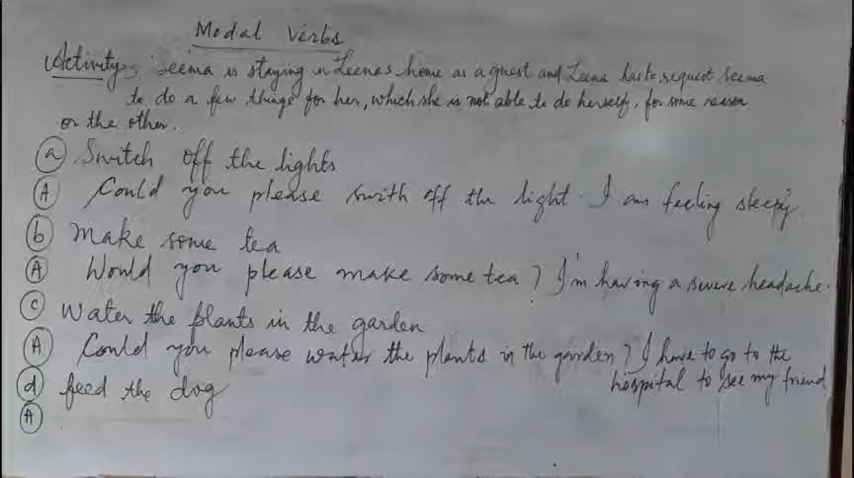 Modal Verbs
Activity: Seema is staying in Leenas home as a guest and Leena has to request Seema
to do a few things for her, which she is not able to do herself, for some reason
or the other.
(a) Switch off the lights
(A) Could you please swith off the light. I am feeling sleepy.
(b) Make some tea
(A) Would you please make some tea? I'm having a severe headache.
(c) Water the plants in the garden
(A) Could you please water the plants in the garden? I have to go to the
hospital to see my friend
(d) feed the dog
(A)